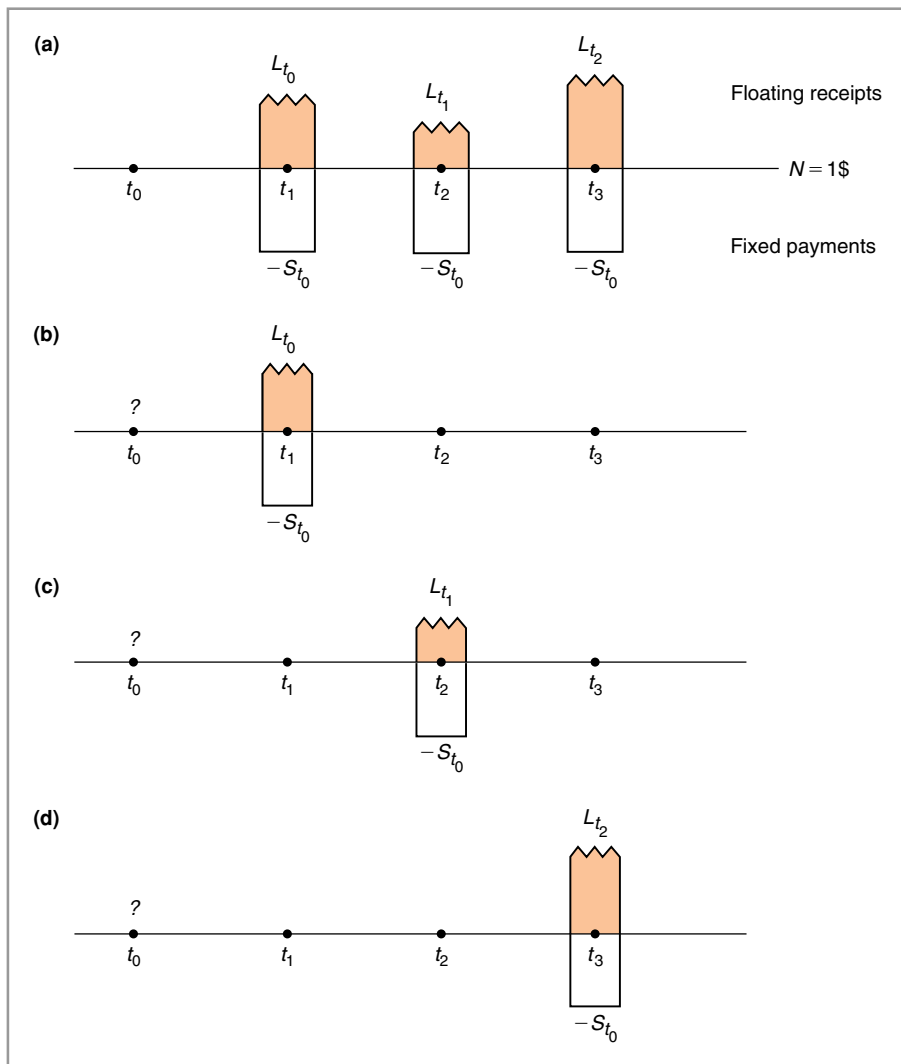 (a)
L_{t_0}
L_{t_1}
L_{t_2}
Floating receipts
t_0 t_1 t_2 t_3 N = 1$
Fixed payments
−S_{t_0} −S_{t_0} −S_{t_0}
(b)
L_{t_0}
?
t_0 t_1 t_2 t_3
−S_{t_0}
(c)
L_{t_1}
?
t_0 t_1 t_2 t_3
−S_{t_0}
(d)
L_{t_2}
?
t_0 t_1 t_2 t_3
−S_{t_0}